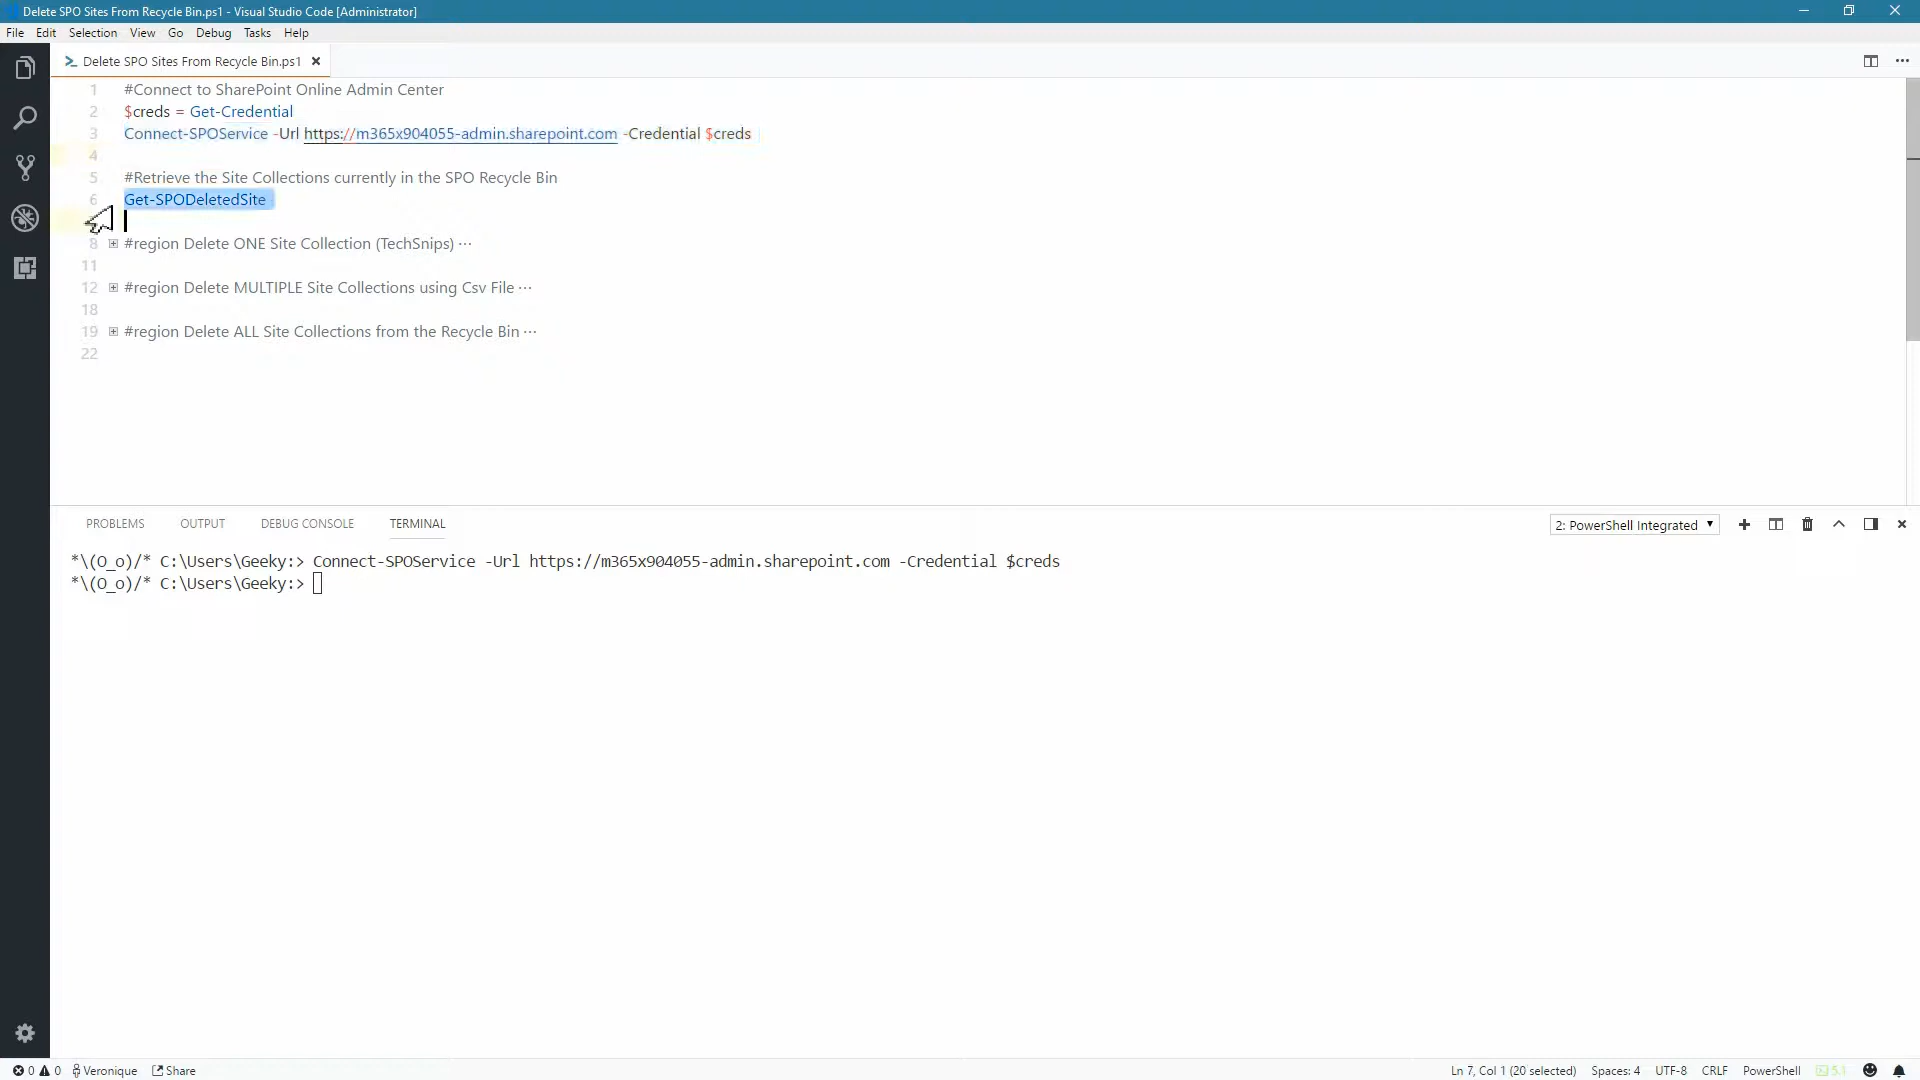 Delete SPO Sites From Recycle Bin.ps1 - Visual Studio Code [Administrator]
File Edit Selection View Go Debug Tasks Help
Delete SPO Sites From Recycle Bin.ps1
1 #Connect to SharePoint Online Admin Center
2 $creds = Get-Credential
3 Connect-SPOService -Url https://m365x904055-admin.sharepoint.com -Credential $creds
4
5 #Retrieve the Site Collections currently in the SPO Recycle Bin
6 Get-SPODeletedSite
8 #region Delete ONE Site Collection (TechSnips) ···
11
12 #region Delete MULTIPLE Site Collections using Csv File ···
18
19 #region Delete ALL Site Collections from the Recycle Bin ···
22
PROBLEMS OUTPUT DEBUG CONSOLE TERMINAL 2: PowerShell Integrated
*\(O_o)/* C:\Users\Geeky:> Connect-SPOService -Url https://m365x904055-admin.sharepoint.com -Credential $creds
*\(O_o)/* C:\Users\Geeky:>
0 0 Veronique Share Ln 7, Col 1 (20 selected) Spaces: 4 UTF-8 CRLF PowerShell 5.1